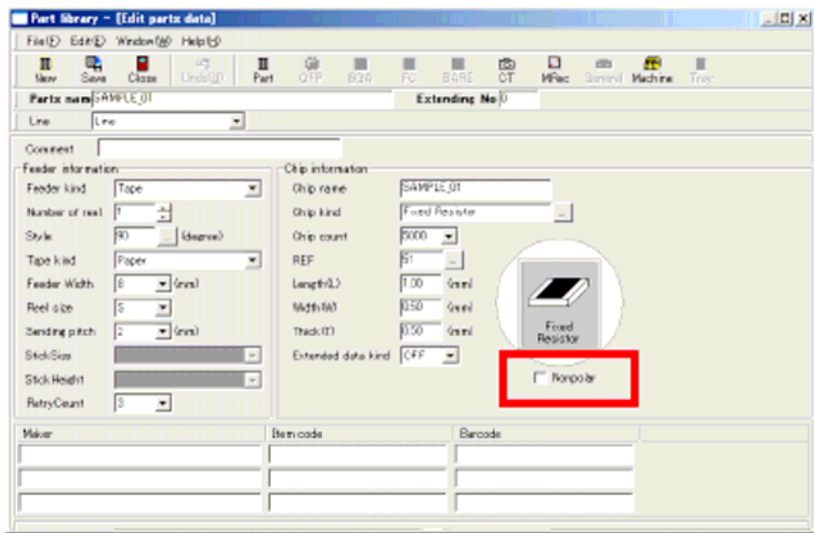 Part library - [Edit parts data]
File(F) Edit(E) Window(W) Help(H)
New Save Close Undo(U) Part QFP BGA FC BARE CT MRec General Machine Tray
Parts name SAMPLE_01 Extending No 0
Line Line
Comment
Feeder information
Chip information
Feeder kind Tape
Chip name SAMPLE_01
Number of reel 1
Chip kind Fixed Resistor ...
Style 90 ... (degree)
Chip count 5000
Tape kind Paper
REF 51 ...
Feeder Width 8 (mm)
Length(L) 1.00 (mm)
Reel size S
Width(W) 0.50 (mm)
Sending pitch 2 (mm)
Thick(T) 0.50 (mm)
Fixed
Resistor
StickSize
Extended data kind OFF
Stick Height
Nonpolar
RetryCount 3
Maker Item code Barcode